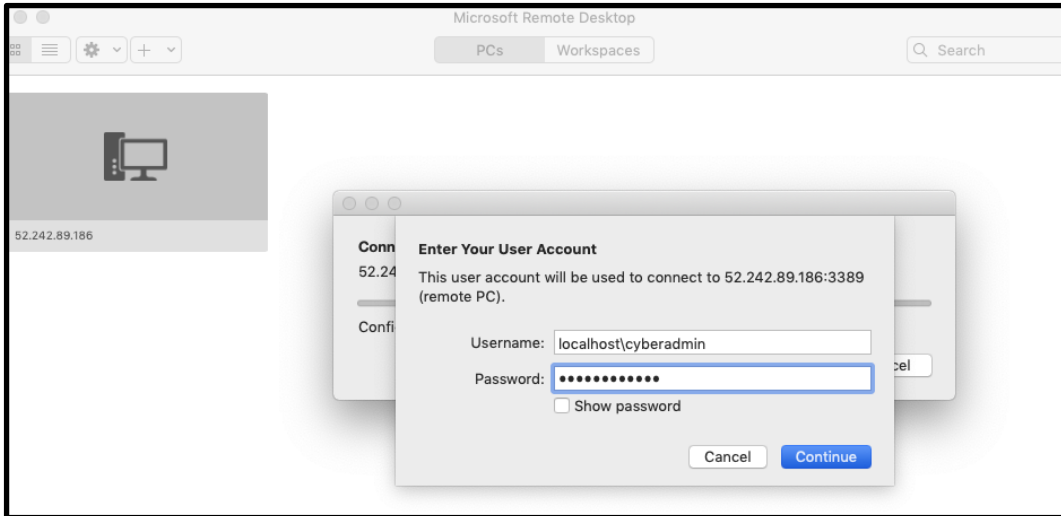 Microsoft Remote Desktop
PCs Workspaces
Search
52.242.89.186
Conn
52.24
Confi
cel
Enter Your User Account
This user account will be used to connect to 52.242.89.186:3389
(remote PC).
Username: localhost\cyberadmin
Password: ••••••••••••
Show password
Cancel Continue